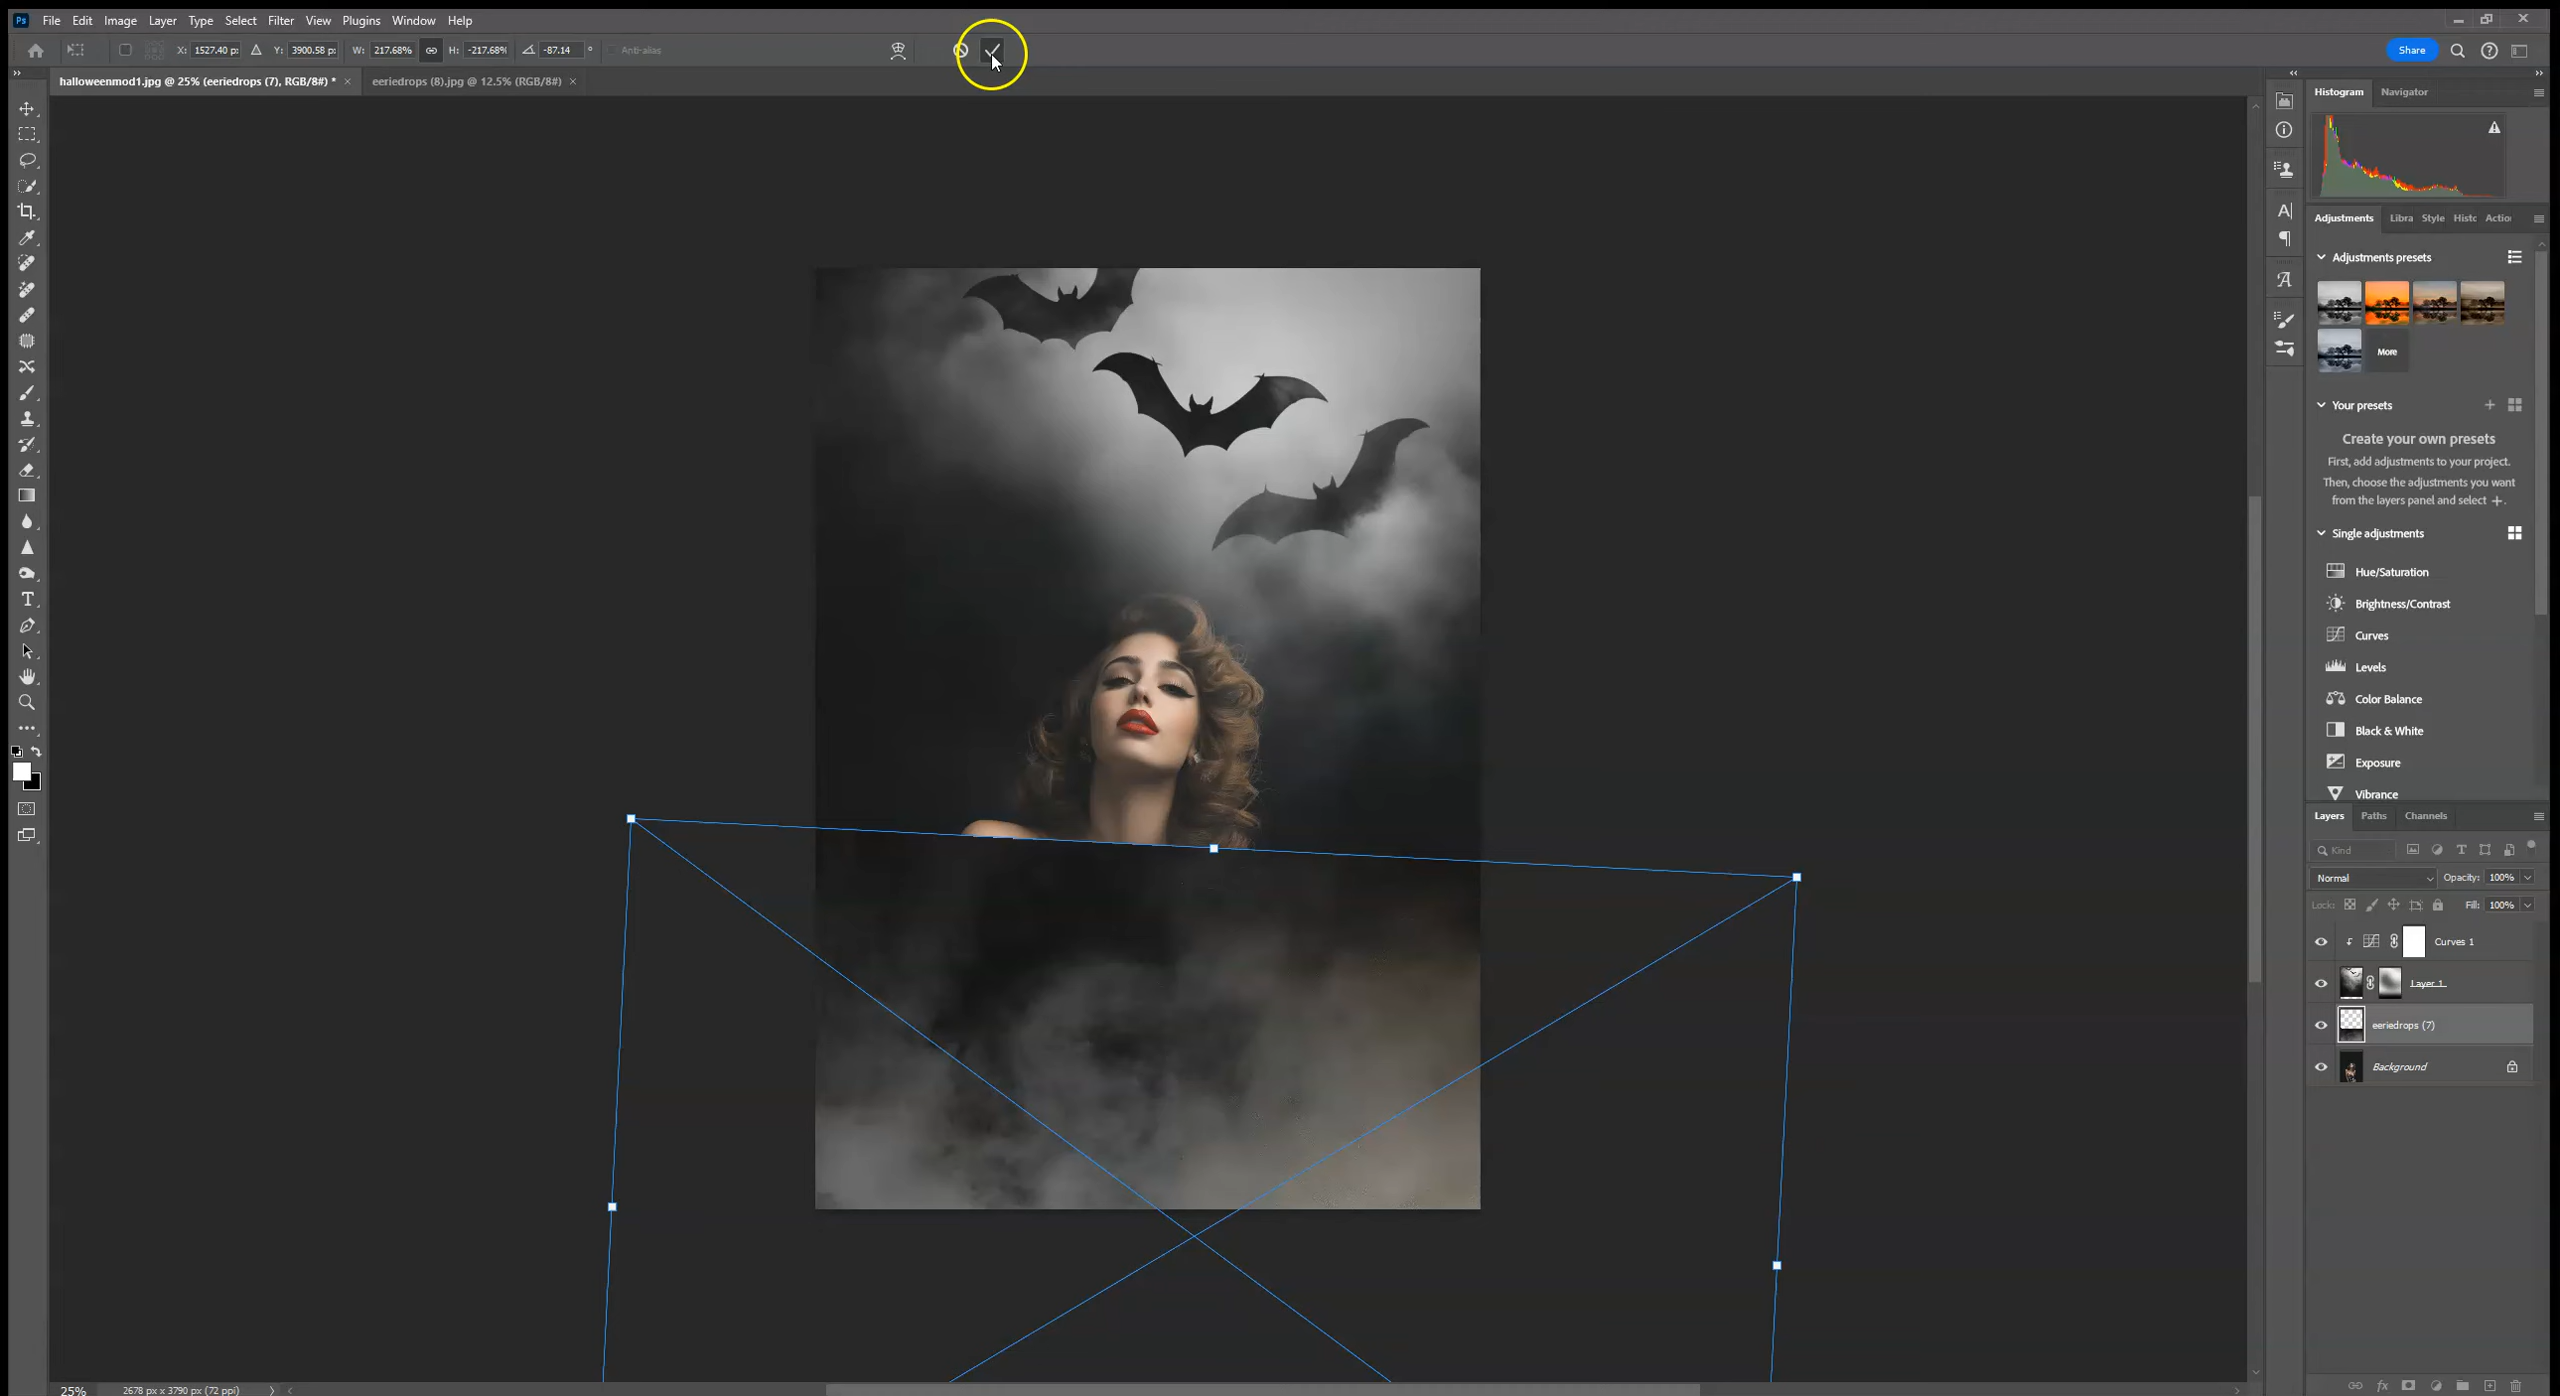 Ps File Edit Image Layer Type Select Filter View Plugins Window Help
X: 1527.40 p: Y: 3900.58 p: W: 217.68% H: -217.68% -87.14 ° Anti-alias
Share
halloweenmod1.jpg @ 25% (eeriedrops (7), RGB/8#) * × eeriedrops (8).jpg @ 12.5% (RGB/8#) ×
Histogram Navigator
Adjustments Libra Style Histo Action
Adjustments presets
More
Your presets
Create your own presets
First, add adjustments to your project.
Then, choose the adjustments you want
from the layers panel and select +.
Single adjustments
Hue/Saturation
Brightness/Contrast
Curves
Levels
Color Balance
Black & White
Exposure
Vibrance
Layers Paths Channels
Kind
Normal Opacity: 100%
Lock: Fill: 100%
Curves 1
Layer 1
eeriedrops (7)
Background
25% 2678 px x 3790 px (72 ppi)